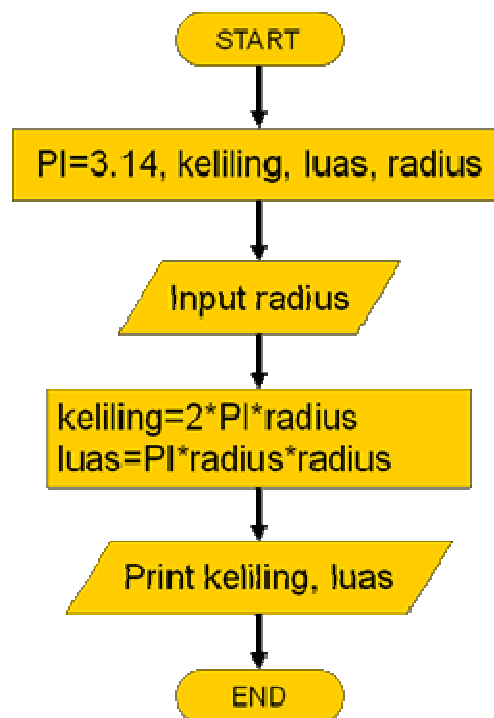 START
PI=3.14, keliling, luas, radius
Input radius
keliling=2*PI*radius
luas=PI*radius*radius
Print keliling, luas
END